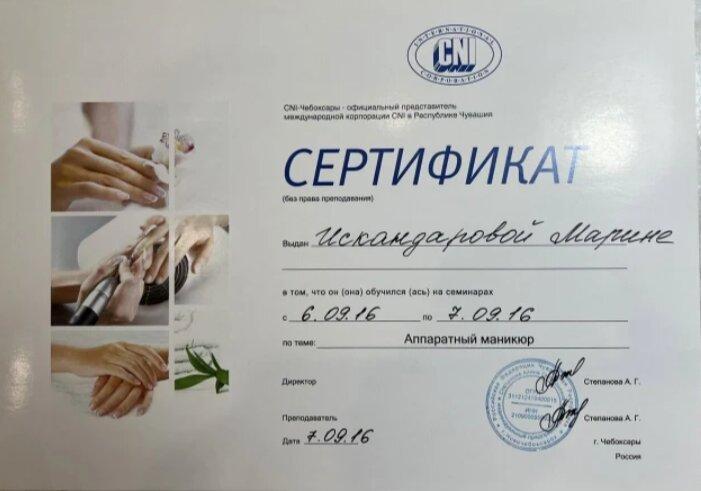 INTERNATIONAL
CNI
CORPORATION
CNI-Чебоксары - официальный представитель
международной корпорации CNI в Республике Чувашия
СЕРТИФИКАТ
(без права преподавания)
Выдан Искандаровой Марине
в том, что он (она) обучился (ась) на семинарах
с 6.09.16 по 7.09.16
по теме: Аппаратный маникюр
Директор Степанова А. Г.
Преподаватель Степанова А. Г.
Дата 7.09.16 г. Чебоксары
Россия